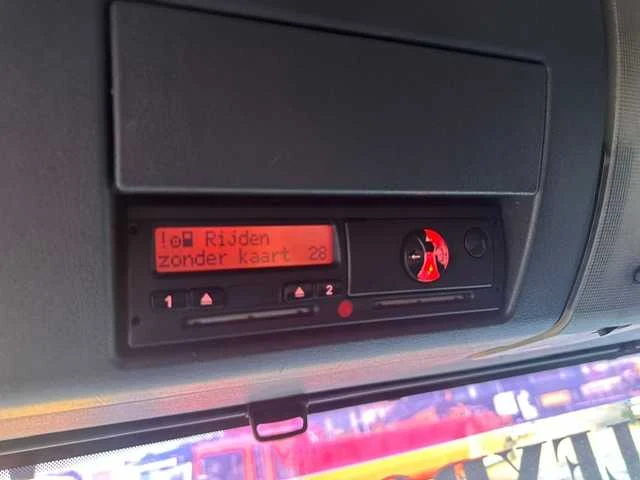 ! Rijden
zonder kaart 28
1
2